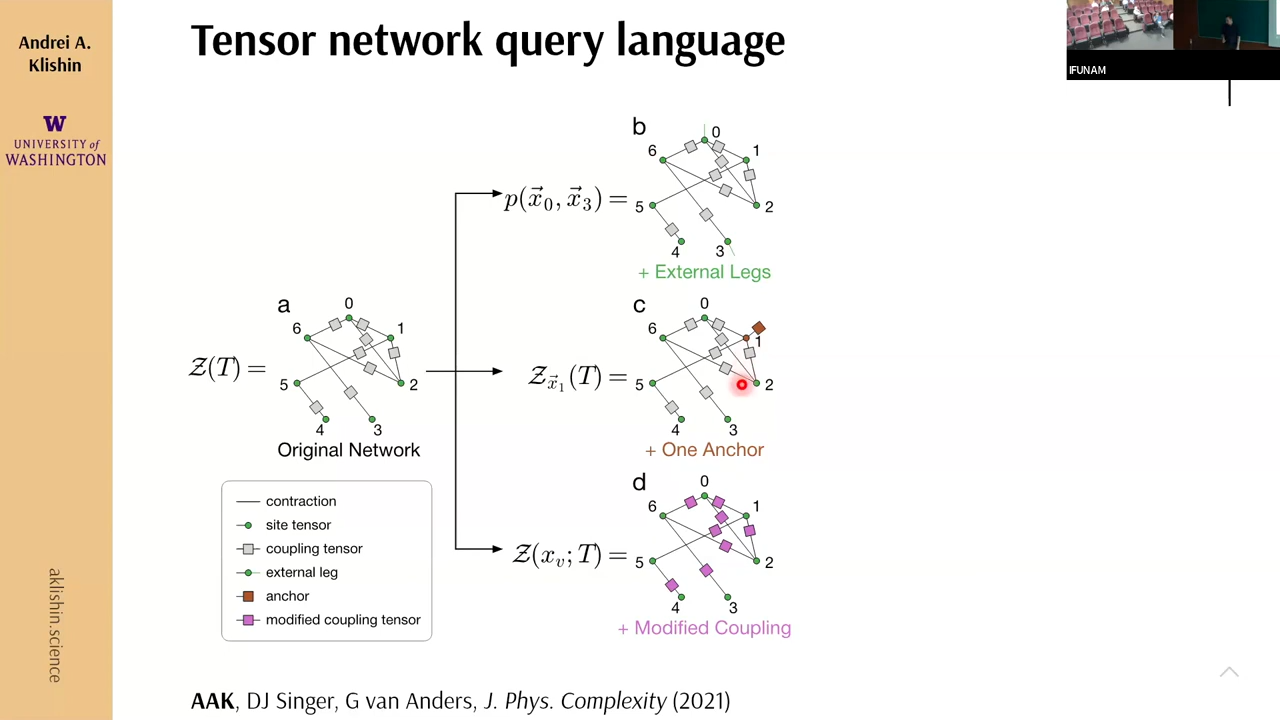 Andrei A.
Klishin
W
UNIVERSITY of
WASHINGTON
aklishin.science
Tensor network query language
IFUNAM
a
0
6
1
𝒵(T) =
5
2
4
3
Original Network
contraction
site tensor
coupling tensor
external leg
anchor
modified coupling tensor
b
0
6
1
p(x⃗₀, x⃗₃) =
5
2
4
3
+ External Legs
c
0
6
1
𝒵ₓ⃗₁(T) =
5
2
4
3
+ One Anchor
d
0
6
1
𝒵(xᵥ; T) =
5
2
4
3
+ Modified Coupling
AAK, DJ Singer, G van Anders, J. Phys. Complexity (2021)